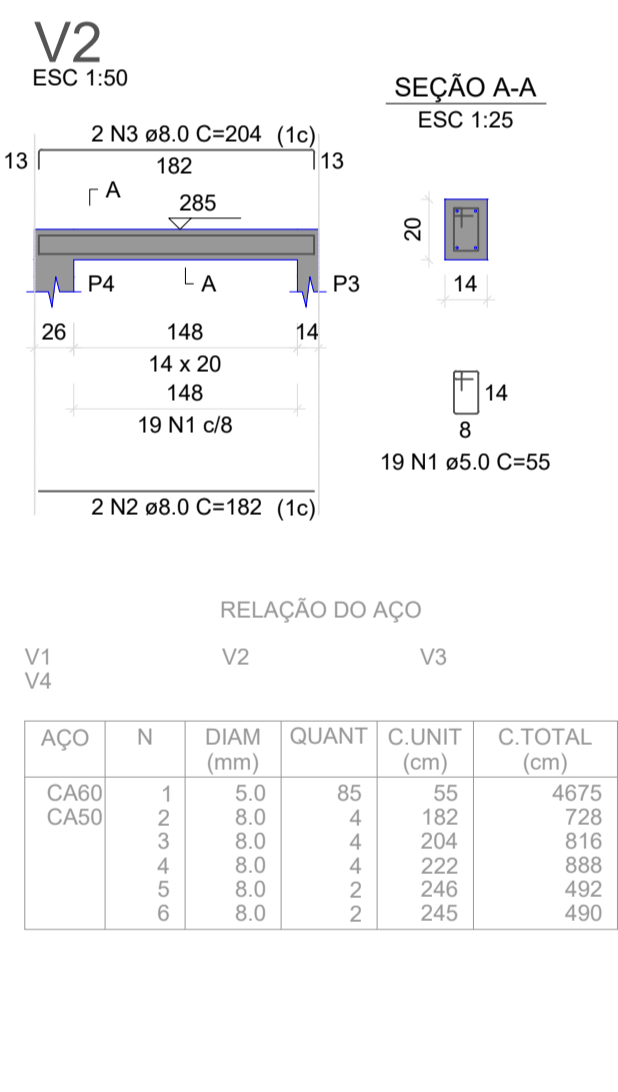 V2
ESC 1:50
SEÇÃO A-A
ESC 1:25
2 N3 ø8.0 C=204 (1c)
13 182 13
A
285
20
P4 A P3
14
26 148 14
14 x 20
148
14
19 N1 c/8
8
19 N1 ø5.0 C=55
2 N2 ø8.0 C=182 (1c)
RELAÇÃO DO AÇO
V1 V2 V3
V4
AÇO N DIAM QUANT C.UNIT C.TOTAL
(mm) (cm) (cm)
CA60 1 5.0 85 55 4675
CA50 2 8.0 4 182 728
3 8.0 4 204 816
4 8.0 4 222 888
5 8.0 2 246 492
6 8.0 2 245 490